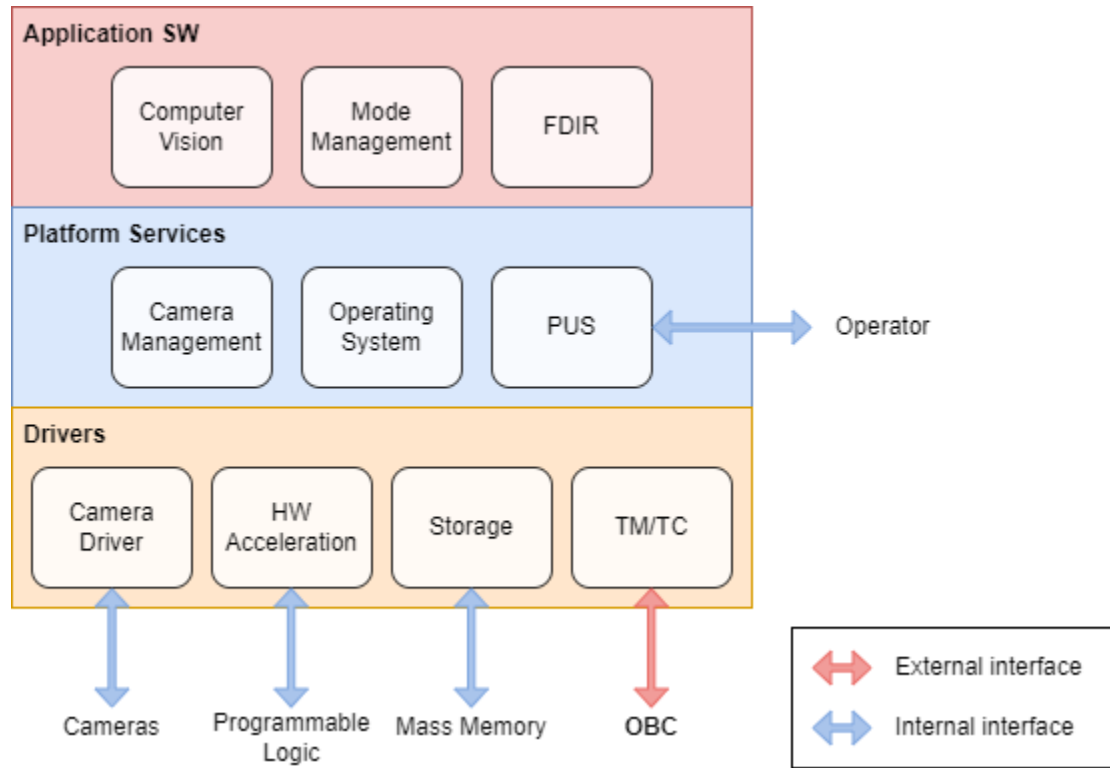 Application SW
Computer
Vision
Mode
Management
FDIR
Platform Services
Camera
Management
Operating
System
PUS
Operator
Drivers
Camera
Driver
HW
Acceleration
Storage
TM/TC
Cameras
Programmable
Logic
Mass Memory
OBC
External interface
Internal interface